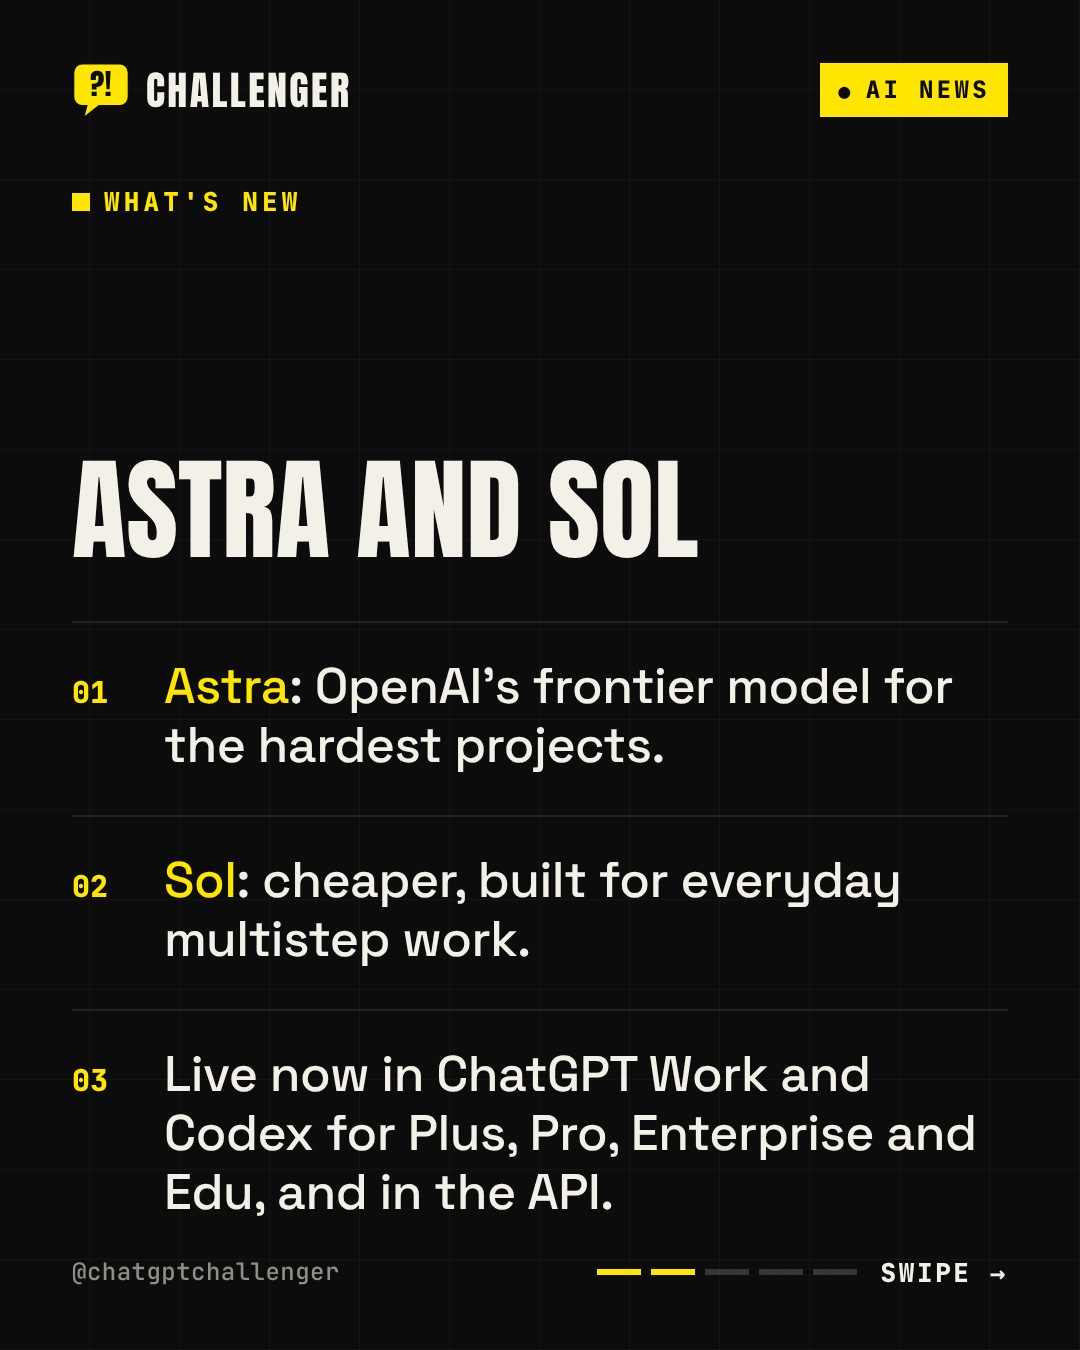 ?! CHALLENGER
• AI NEWS
WHAT'S NEW
ASTRA AND SOL
01 Astra: OpenAI’s frontier model for
the hardest projects.
02 Sol: cheaper, built for everyday
multistep work.
03 Live now in ChatGPT Work and
Codex for Plus, Pro, Enterprise and
Edu, and in the API.
@chatgptchallenger
SWIPE →